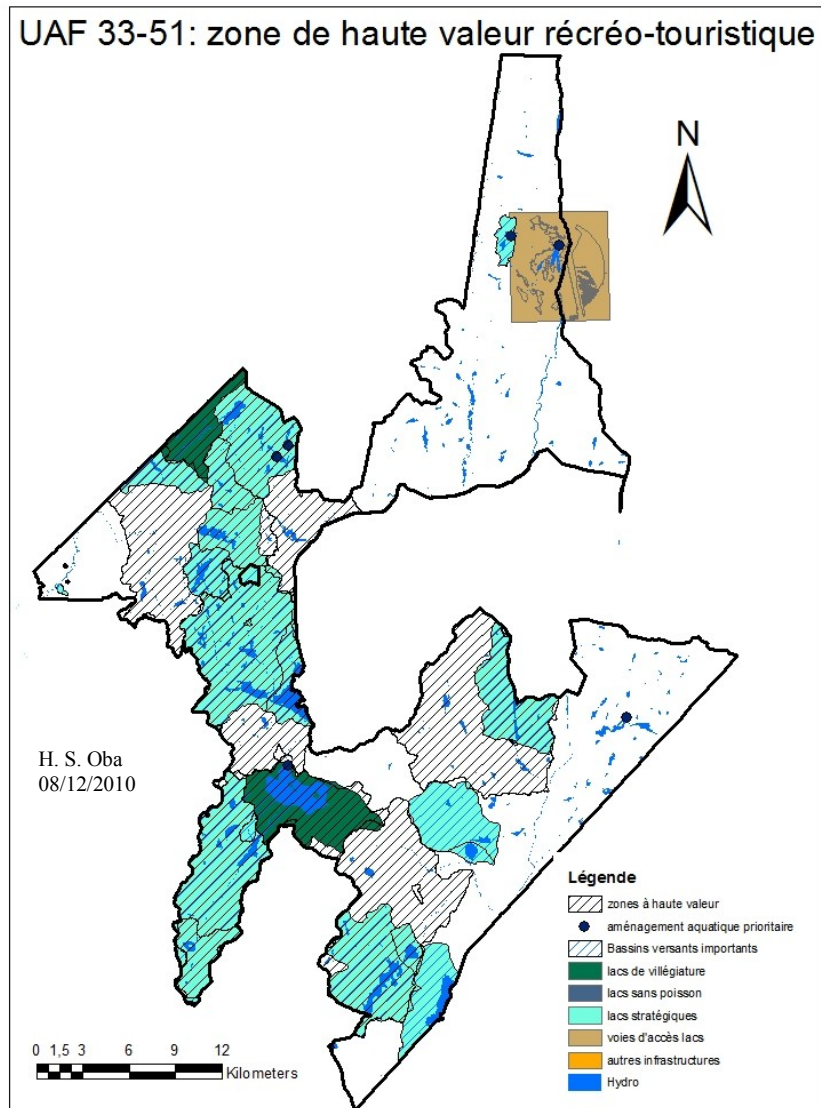 UAF 33-51: zone de haute valeur récréo-touristique
N
H. S. Oba
08/12/2010
Légende
zones à haute valeur
aménagement aquatique prioritaire
Bassins versants importants
lacs de villégiature
lacs sans poisson
lacs stratégiques
voies d'accès lacs
autres infrastructures
Hydro
0 1,5 3 6 9 12
Kilometers